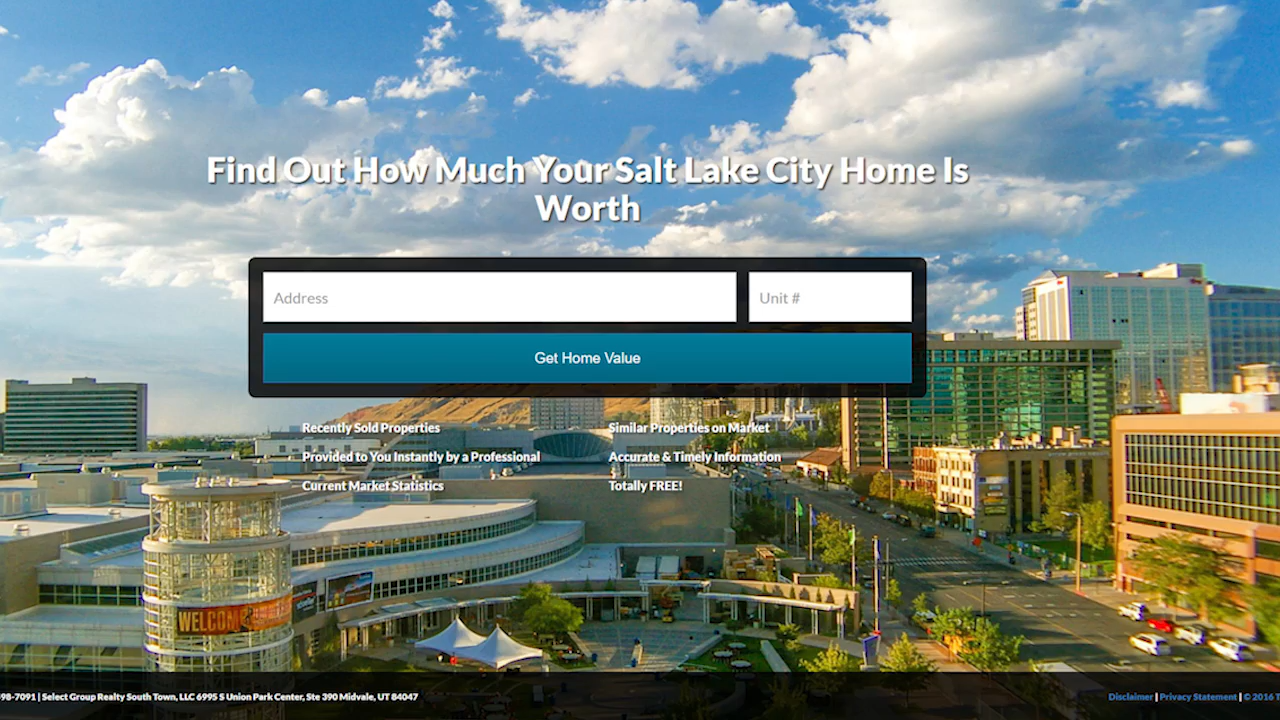 Find Out How Much Your Salt Lake City Home Is
Worth
Address
Unit #
Get Home Value
Recently Sold Properties
Similar Properties on Market
Provided to You Instantly by a Professional
Accurate & Timely Information
Current Market Statistics
Totally FREE!
WELCOME
98-7091 | Select Group Realty South Town, LLC 6995 S Union Park Center, Ste 390 Midvale, UT 84047
Disclaimer | Privacy Statement | © 2016 T